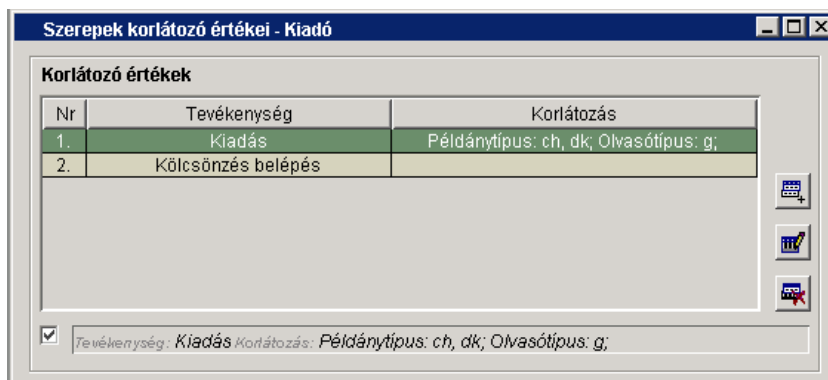 Szerepek korlátozó értékei - Kiadó
Korlátozó értékek
Nr Tevékenység Korlátozás
1. Kiadás Példánytípus: ch, dk; Olvasótípus: g;
2. Kölcsönzés belépés
Tevékenység: Kiadás Korlátozás: Példánytípus: ch, dk; Olvasótípus: g;